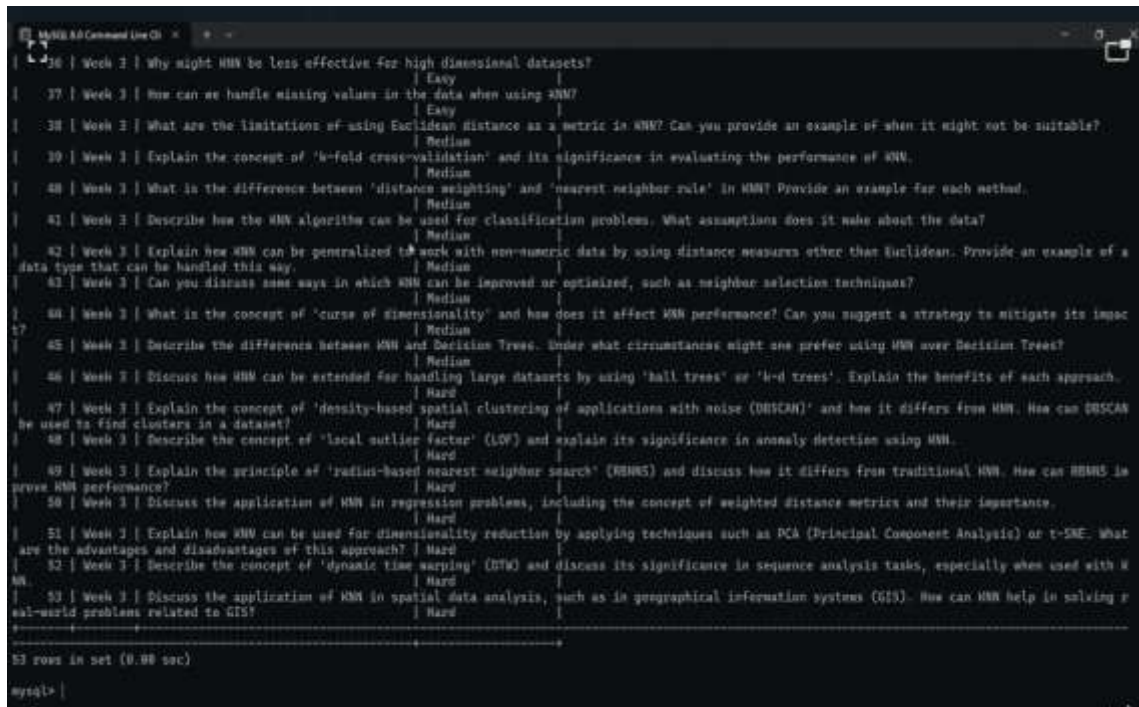 MySQL 8.0 Command Line Cli
| 36 | Week 3 | Why might KNN be less effective for high dimensional datasets?
| Easy |
| 37 | Week 3 | How can we handle missing values in the data when using KNN?
| Easy |
| 38 | Week 3 | What are the limitations of using Euclidean distance as a metric in KNN? Can you provide an example of when it might not be suitable?
| Medium |
| 39 | Week 3 | Explain the concept of 'k-fold cross-validation' and its significance in evaluating the performance of KNN.
| Medium |
| 40 | Week 3 | What is the difference between 'distance weighting' and 'nearest neighbor rule' in KNN? Provide an example for each method.
| Medium |
| 41 | Week 3 | Describe how the KNN algorithm can be used for classification problems. What assumptions does it make about the data?
| Medium |
| 42 | Week 3 | Explain how KNN can be generalized to work with non-numeric data by using distance measures other than Euclidean. Provide an example of a
data type that can be handled this way. | Medium |
| 43 | Week 3 | Can you discuss some ways in which KNN can be improved or optimized, such as neighbor selection techniques?
| Medium |
| 44 | Week 3 | What is the concept of 'curse of dimensionality' and how does it affect KNN performance? Can you suggest a strategy to mitigate its impac
t? | Medium |
| 45 | Week 3 | Describe the difference between KNN and Decision Trees. Under what circumstances might one prefer using KNN over Decision Trees?
| Medium |
| 46 | Week 3 | Discuss how KNN can be extended for handling large datasets by using 'ball trees' or 'k-d trees'. Explain the benefits of each approach.
| Hard |
| 47 | Week 3 | Explain the concept of 'density-based spatial clustering of applications with noise (DBSCAN)' and how it differs from KNN. How can DBSCAN
be used to find clusters in a dataset? | Hard |
| 48 | Week 3 | Describe the concept of 'local outlier factor' (LOF) and explain its significance in anomaly detection using KNN.
| Hard |
| 49 | Week 3 | Explain the principle of 'radius-based nearest neighbor search' (RBNNS) and discuss how it differs from traditional KNN. How can RBNNS im
prove KNN performance? | Hard |
| 50 | Week 3 | Discuss the application of KNN in regression problems, including the concept of weighted distance metrics and their importance.
| Hard |
| 51 | Week 3 | Explain how KNN can be used for dimensionality reduction by applying techniques such as PCA (Principal Component Analysis) or t-SNE. What
are the advantages and disadvantages of this approach? | Hard |
| 52 | Week 3 | Describe the concept of 'dynamic time warping' (DTW) and discuss its significance in sequence analysis tasks, especially when used with K
NN. | Hard |
| 53 | Week 3 | Discuss the application of KNN in spatial data analysis, such as in geographical information systems (GIS). How can KNN help in solving r
eal-world problems related to GIS? | Hard |
53 rows in set (0.00 sec)
mysql>